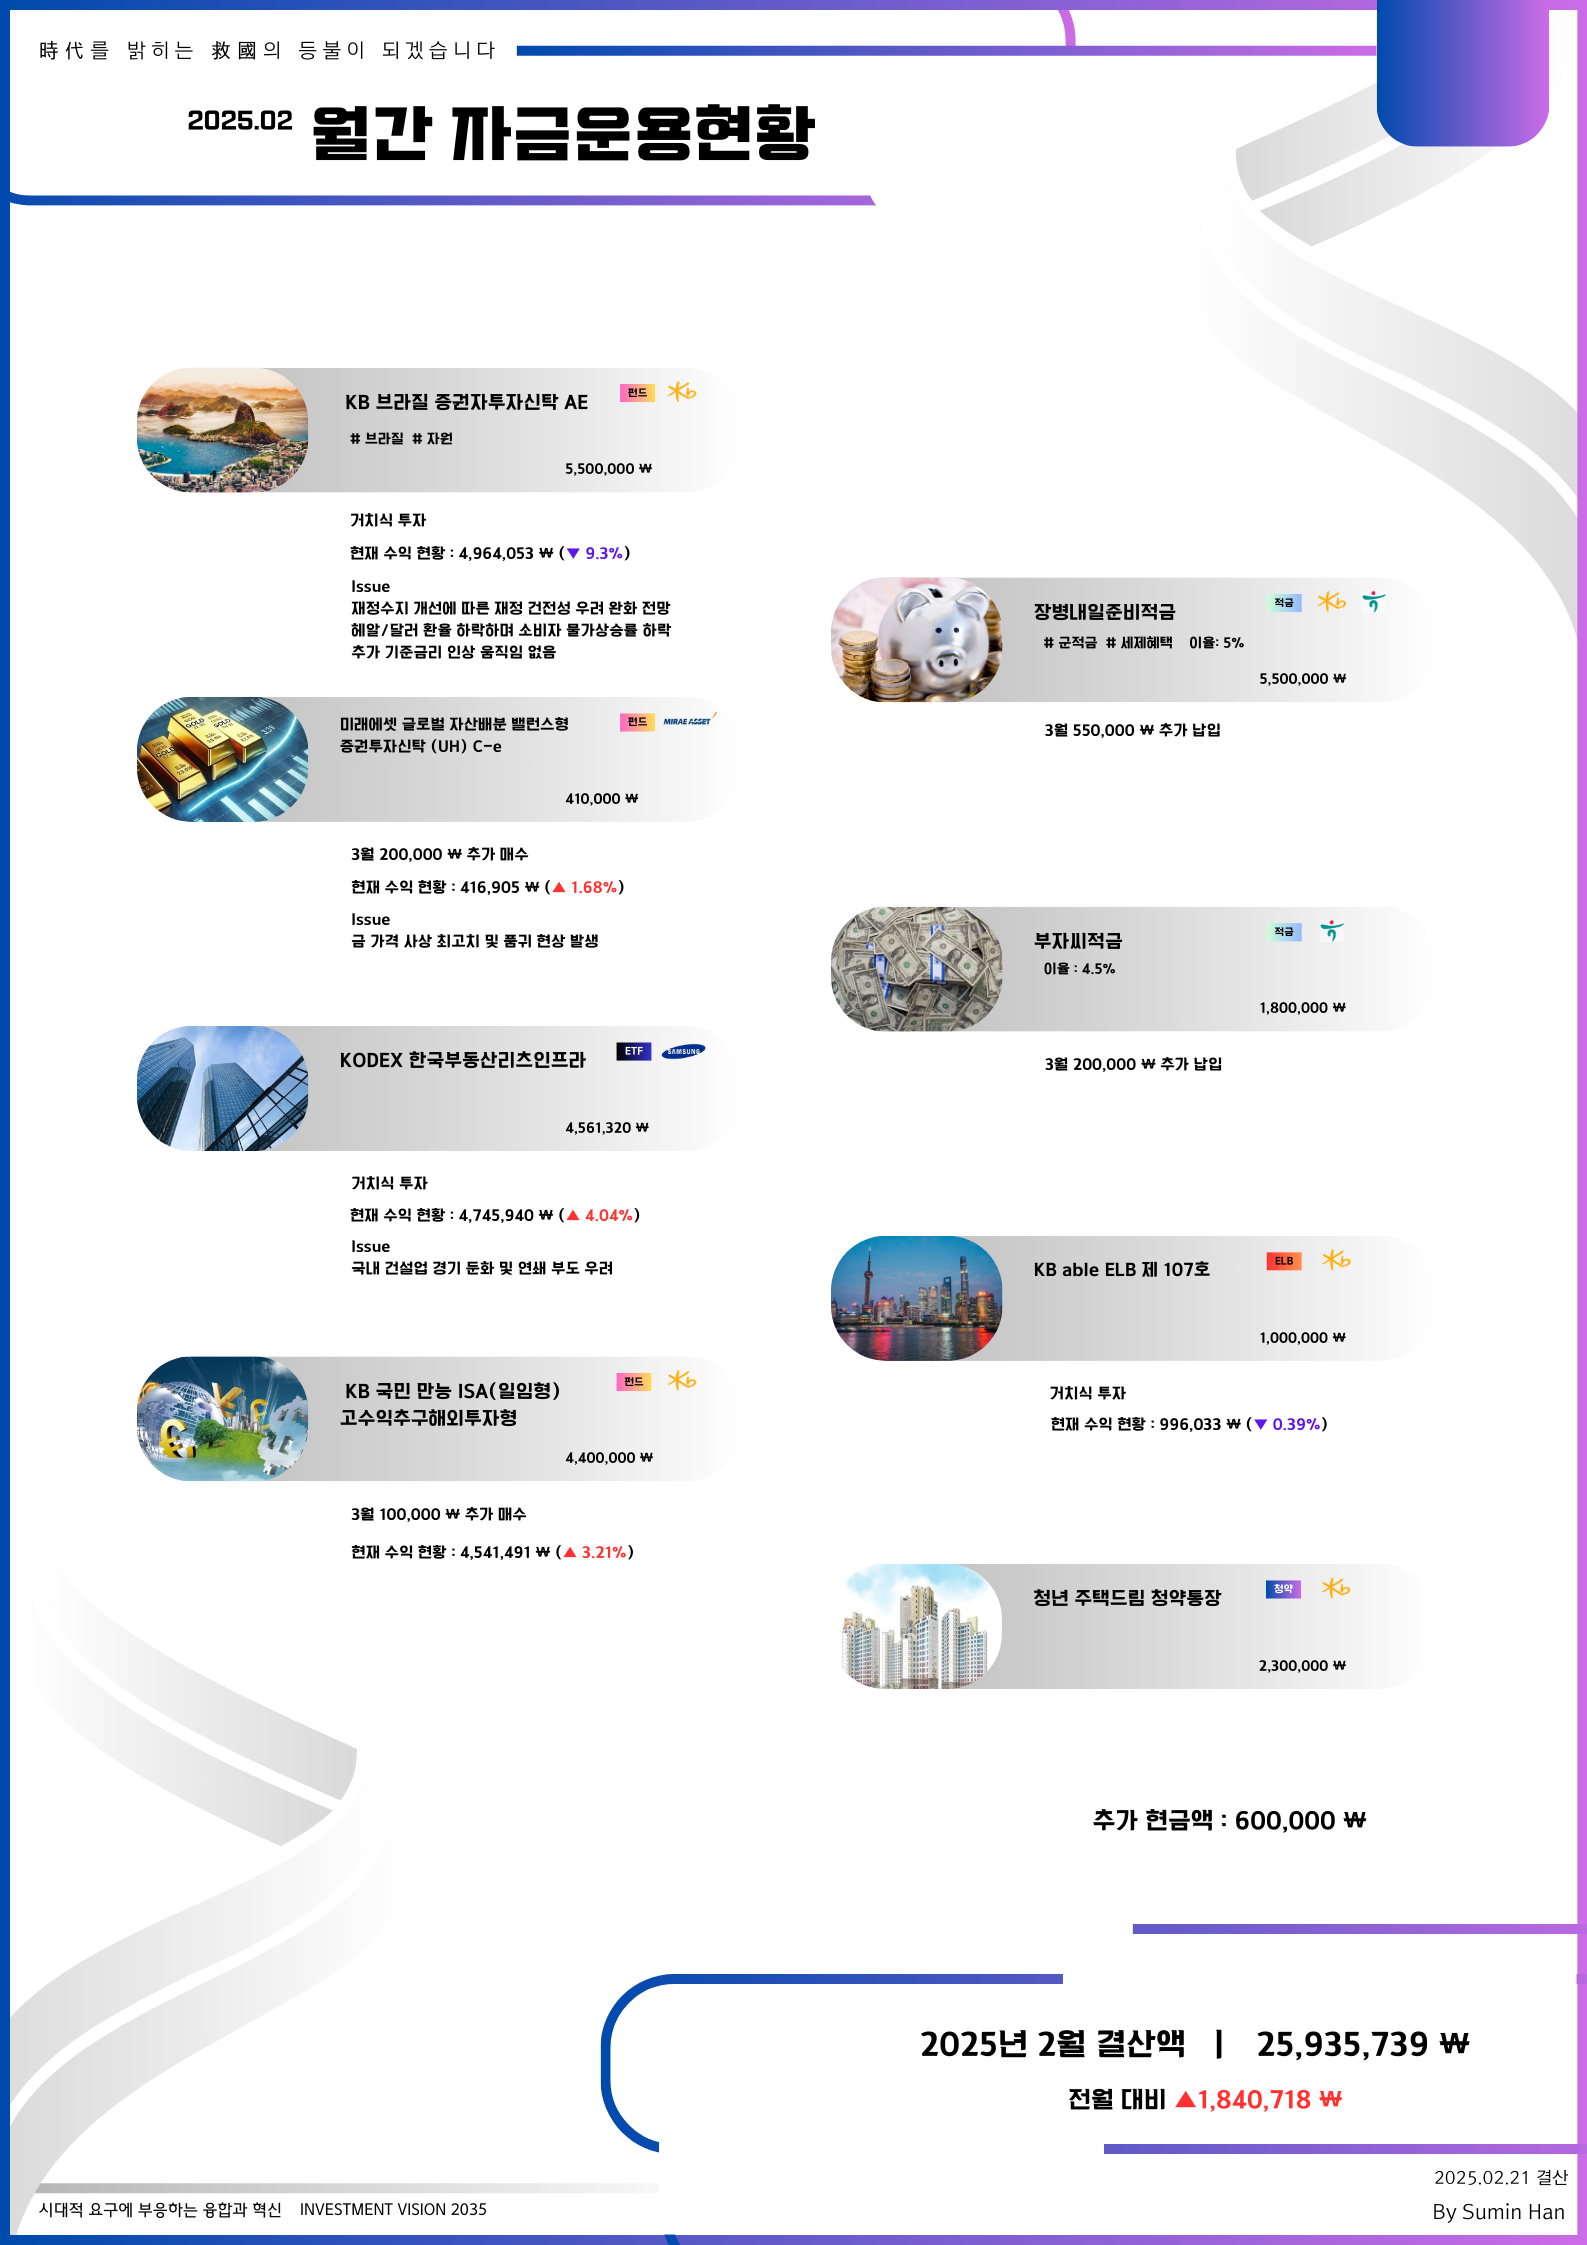 時代를 밝히는 救國의 등불이 되겠습니다
2025.02 월간 자금운용현황
KB 브라질 증권자투자신탁 AE
펀드
Kb
# 브라질 # 자원
5,500,000 ₩
거치식 투자
현재 수익 현황 : 4,964,053 ₩ (▼ 9.3%)
Issue
재정수지 개선에 따른 재정 건전성 우려 완화 전망
헤알/달러 환율 하락하며 소비자 물가상승률 하락
추가 기준금리 인상 움직임 없음
미래에셋 글로벌 자산배분 밸런스형
증권투자신탁 (UH) C-e
펀드
MIRAE ASSET
410,000 ₩
3월 200,000 ₩ 추가 매수
현재 수익 현황 : 416,905 ₩ (▲ 1.68%)
Issue
금 가격 사상 최고치 및 품귀 현상 발생
KODEX 한국부동산리츠인프라
ETF
SAMSUNG
4,561,320 ₩
거치식 투자
현재 수익 현황 : 4,745,940 ₩ (▲ 4.04%)
Issue
국내 건설업 경기 둔화 및 연쇄 부도 우려
KB 국민 만능 ISA(일임형)
고수익추구해외투자형
펀드
Kb
4,400,000 ₩
3월 100,000 ₩ 추가 매수
현재 수익 현황 : 4,541,491 ₩ (▲ 3.21%)
장병내일준비적금
적금
Kb
# 군적금 # 세제혜택 이율: 5%
5,500,000 ₩
3월 550,000 ₩ 추가 납입
부자씨적금
적금
이율 : 4.5%
1,800,000 ₩
3월 200,000 ₩ 추가 납입
KB able ELB 제 107호
ELB
Kb
1,000,000 ₩
거치식 투자
현재 수익 현황 : 996,033 ₩ (▼ 0.39%)
청년 주택드림 청약통장
청약
Kb
2,300,000 ₩
추가 현금액 : 600,000 ₩
2025년 2월 결산액 | 25,935,739 ₩
전월 대비 ▲1,840,718 ₩
2025.02.21 결산
By Sumin Han
시대적 요구에 부응하는 융합과 혁신 INVESTMENT VISION 2035